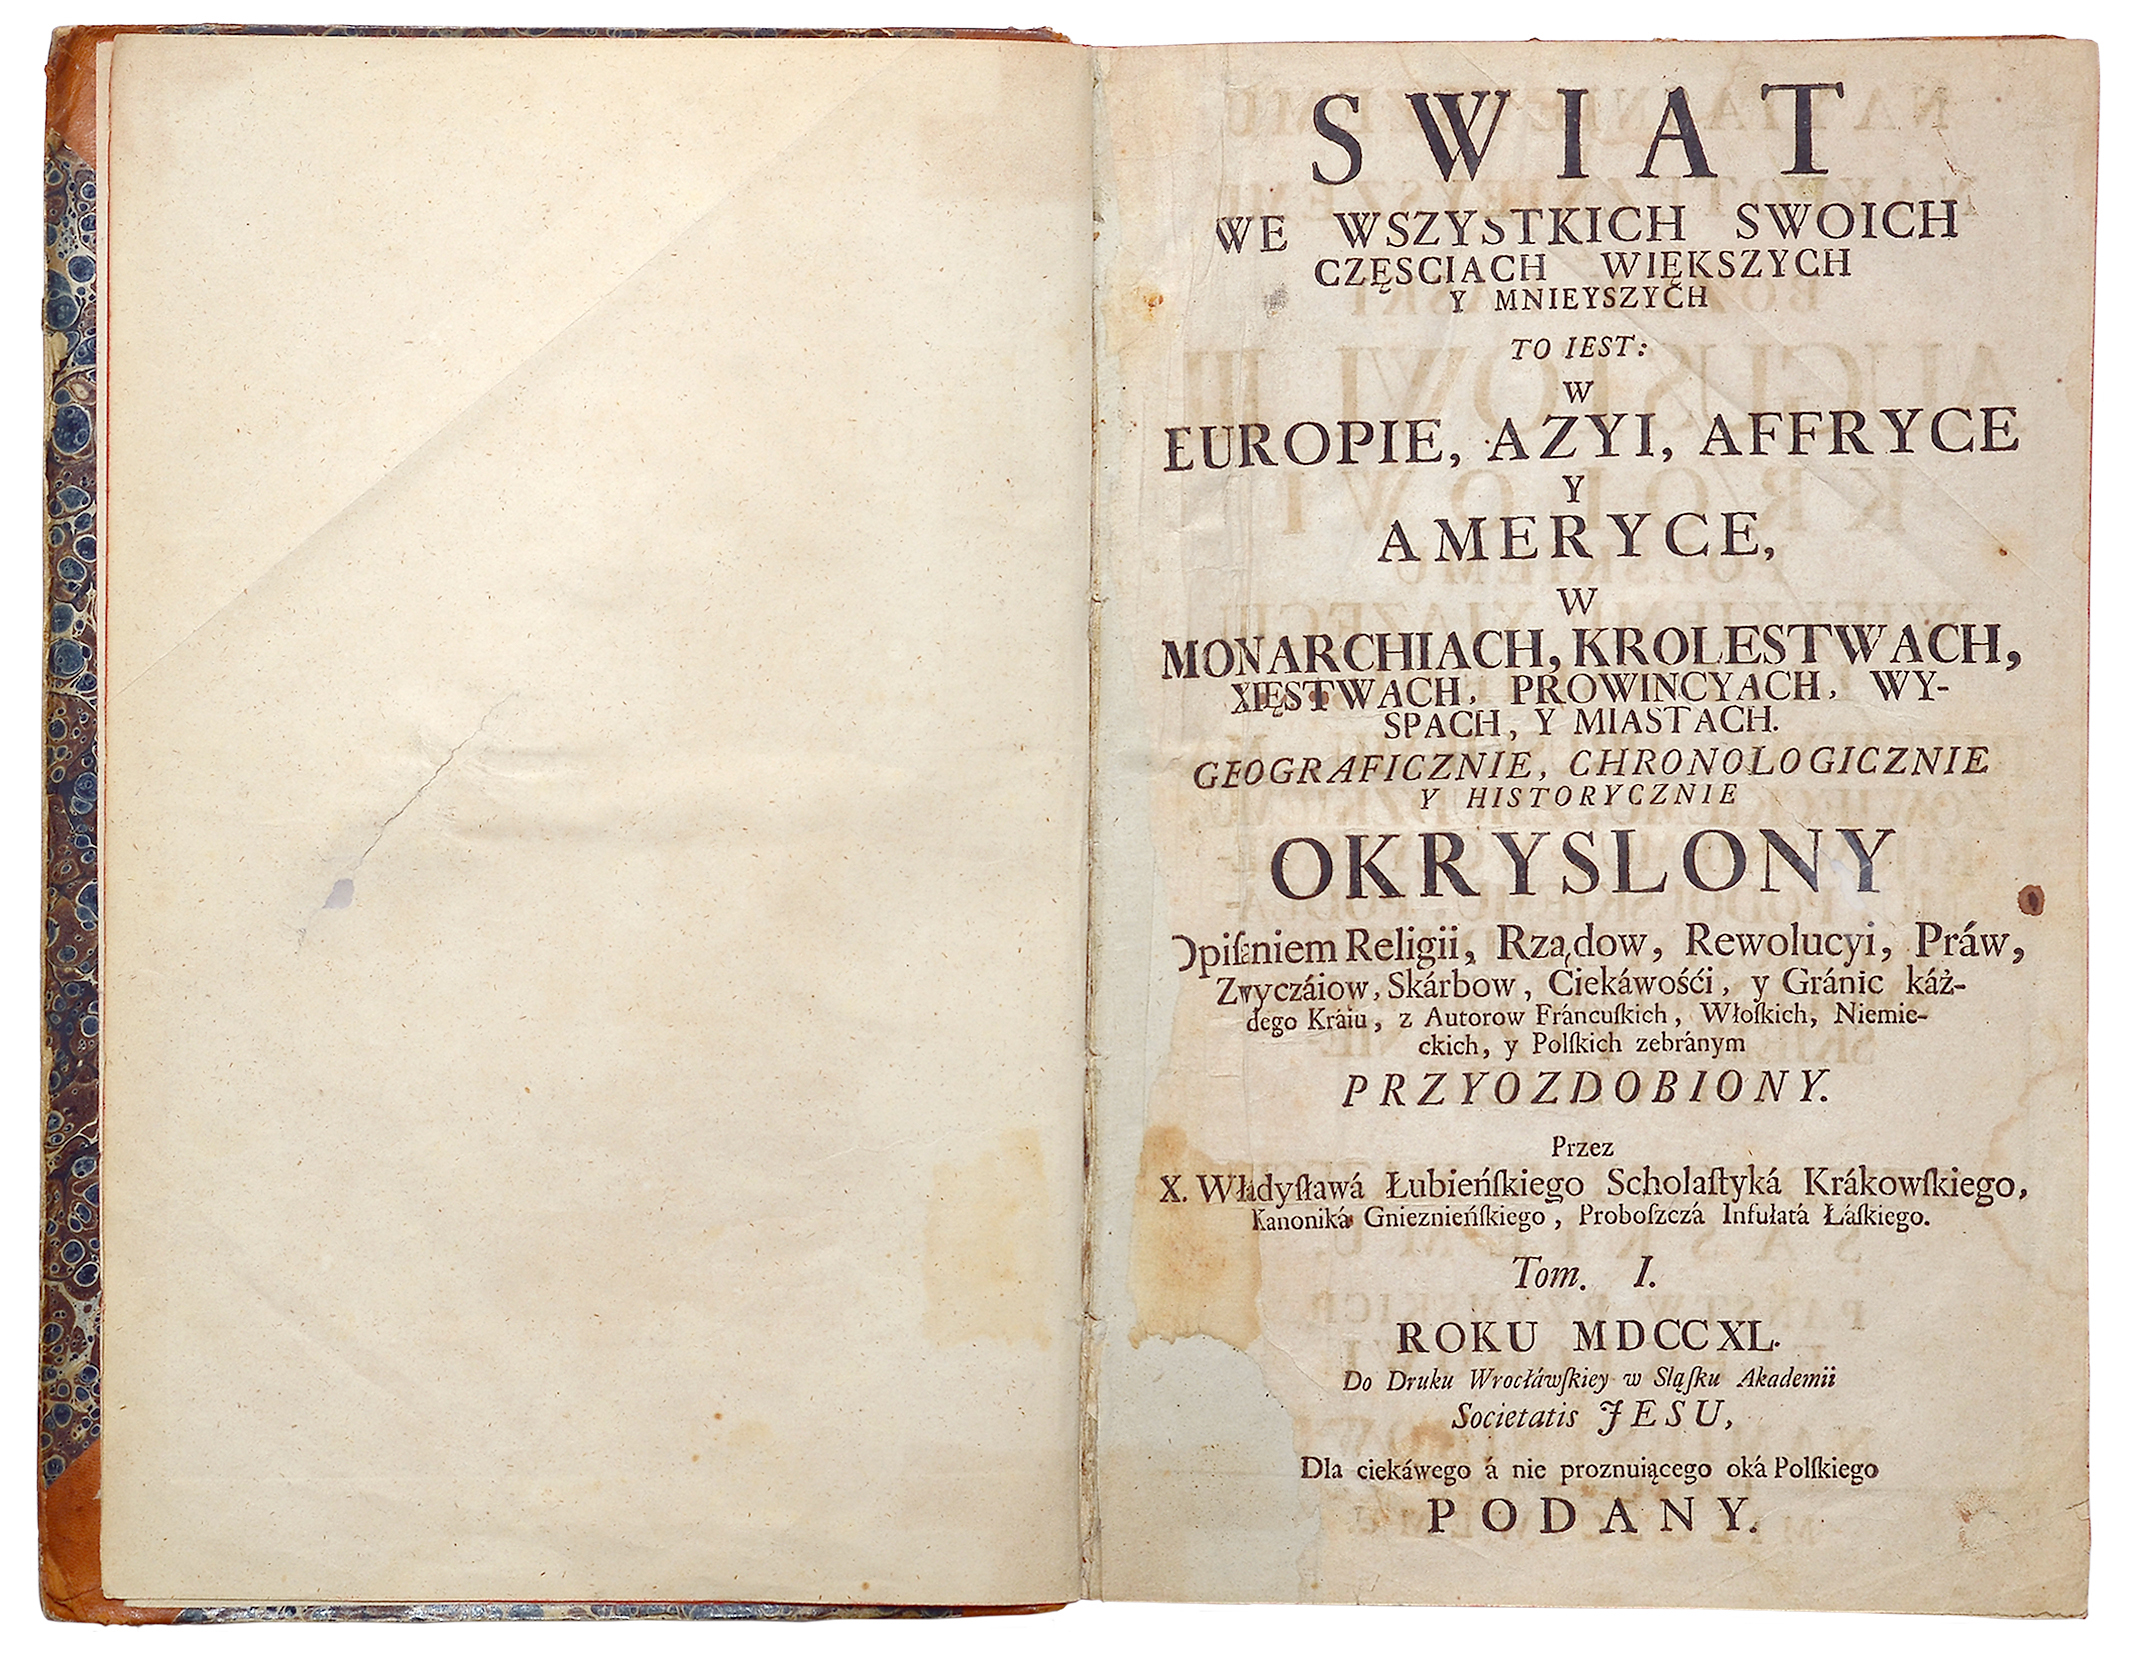 SWIAT
WE WSZYSTKICH SWOICH
CZĘSCIACH WIĘKSZYCH
Y MNIEYSZYCH
TO IEST:
W
EUROPIE, AZYI, AFFRYCE
Y
AMERYCE,
W
MONARCHIACH, KROLESTWACH,
XIĘSTWACH, PROWINCYACH, WY-
SPACH, Y MIASTACH.
GEOGRAFICZNIE, CHRONOLOGICZNIE
Y HISTORYCZNIE
OKRYSLONY
Opiſaniem Religii, Rządow, Rewolucyi, Práw,
Zwyczáiow, Skárbow, Ciekáwośći, y Gránic káż-
dego Kráiu, z Autorow Fráncuſkich, Włoſkich, Niemie-
ckich, y Polſkich zebránym
PRZYOZDOBIONY.
Przez
X. Władyſławá Łubieńſkiego Scholaſtyká Krákowſkiego,
Kanoniká Gnieznieńſkiego, Proboſzczá Infułatá Łáſkiego.
Tom. I.
ROKU MDCCXL.
Do Druku Wrocłáwſkiey w Sląſku Akademii
Societatis JESU,
Dla ciekáwego á nie proznuiącego oká Polſkiego
PODANY.